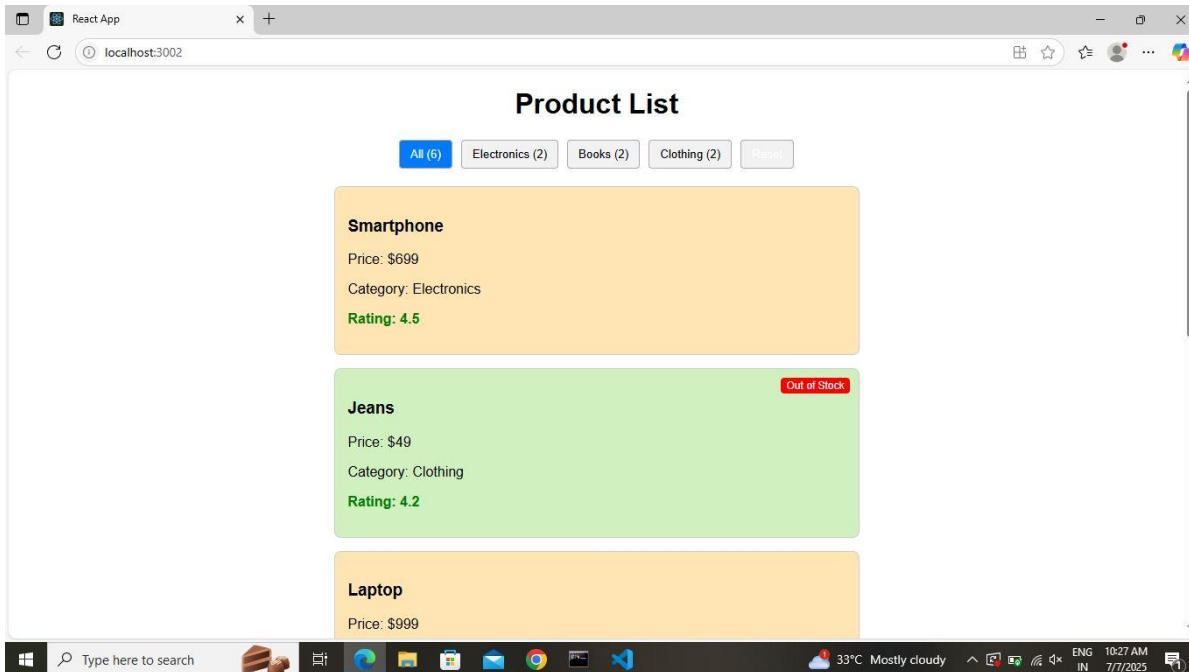 React App
localhost:3002
Product List
All (6) Electronics (2) Books (2) Clothing (2) Reset
Smartphone
Price: $699
Category: Electronics
Rating: 4.5
Out of Stock
Jeans
Price: $49
Category: Clothing
Rating: 4.2
Laptop
Price: $999
Type here to search
33°C Mostly cloudy
ENG
IN
10:27 AM
7/7/2025